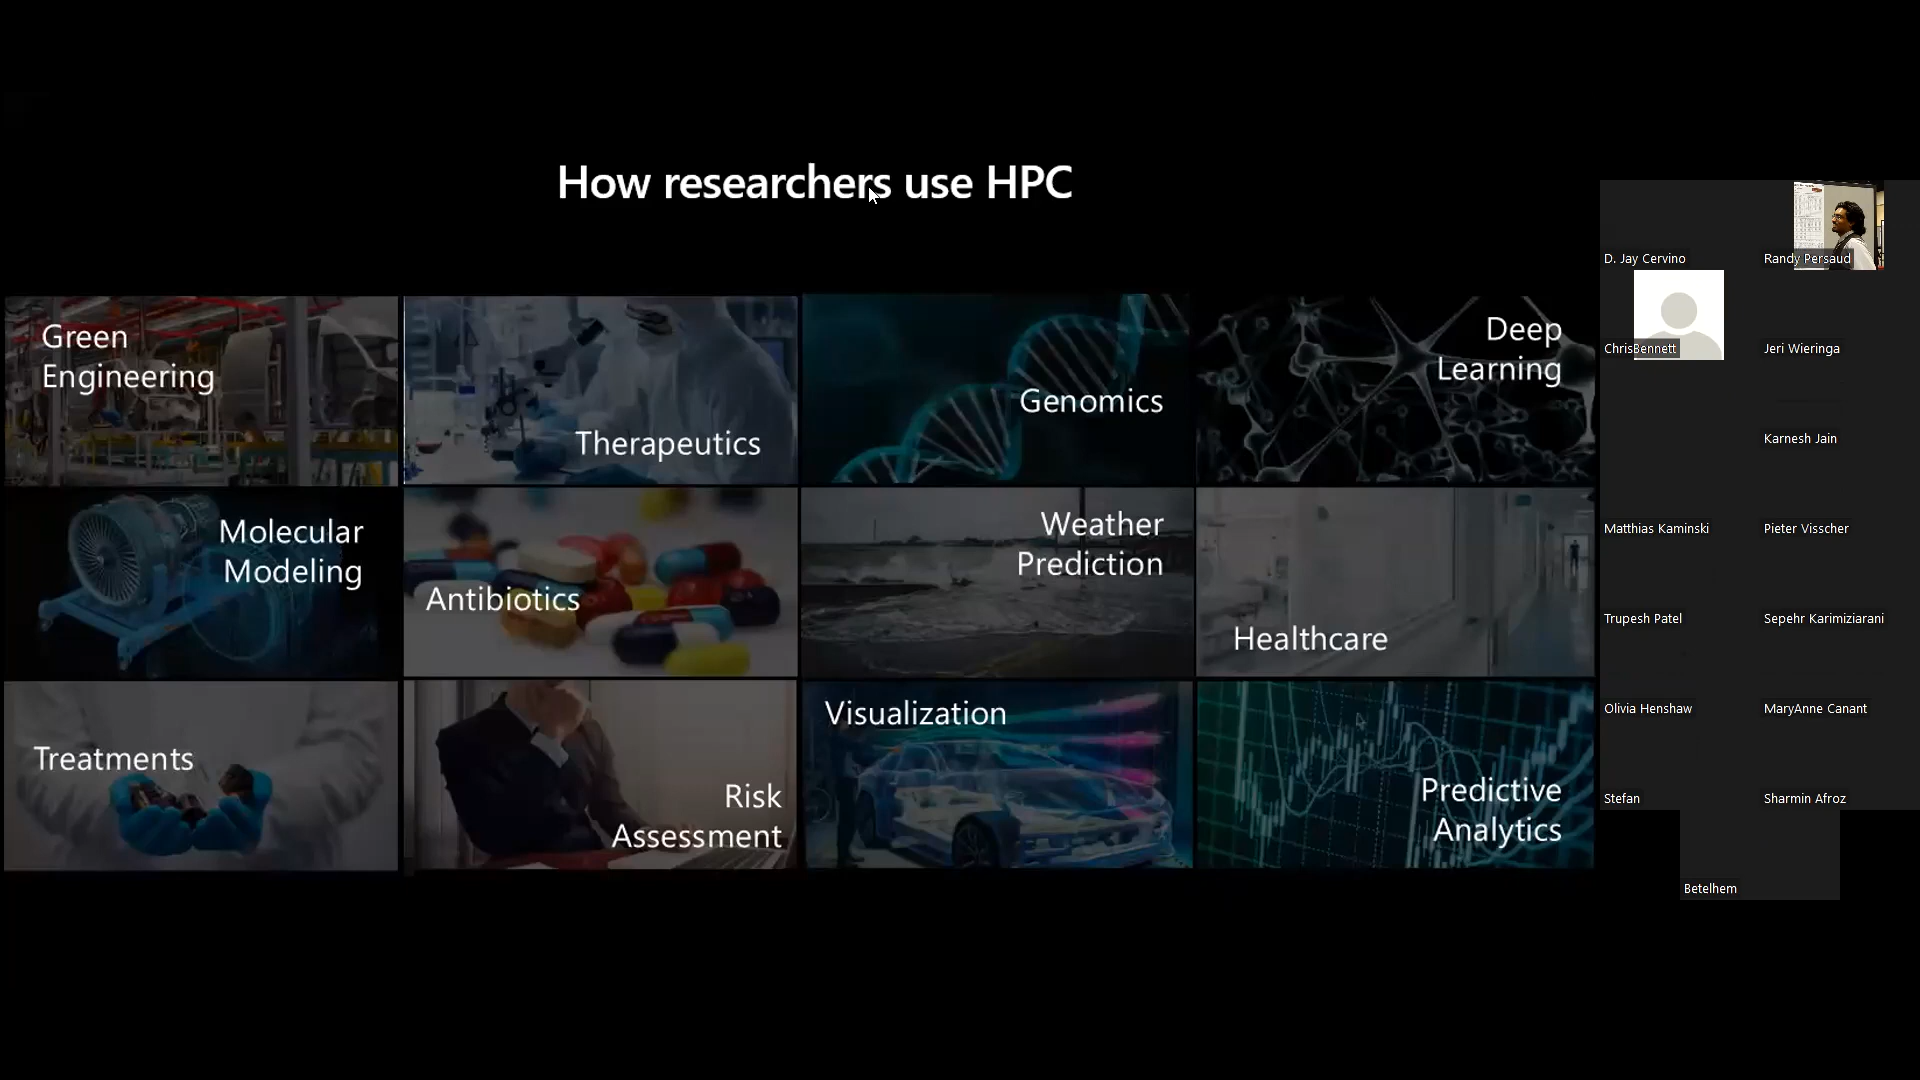 How researchers use HPC
Green
Engineering
Therapeutics
Genomics
Deep
Learning
Molecular
Modeling
Antibiotics
Weather
Prediction
Healthcare
Treatments
Risk
Assessment
Visualization
Predictive
Analytics
D. Jay Cervino
Randy Persaud
ChrisBennett
Jeri Wieringa
Karnesh Jain
Matthias Kaminski
Pieter Visscher
Trupesh Patel
Sepehr Karimiziarani
Olivia Henshaw
MaryAnne Canant
Stefan
Sharmin Afroz
Betelhem